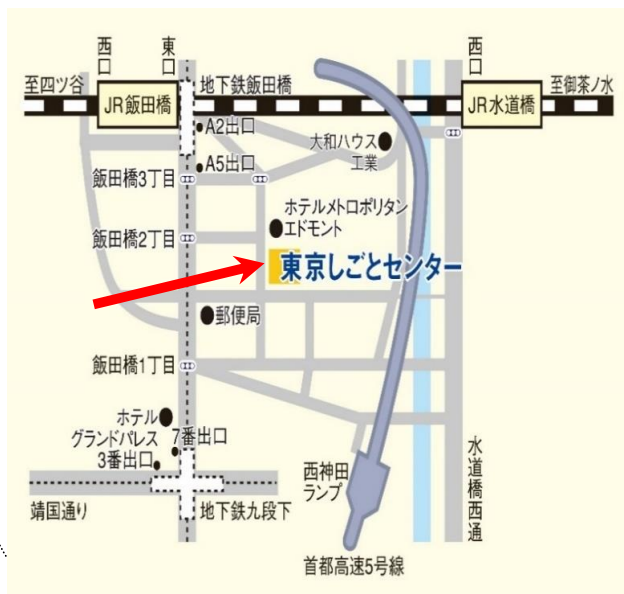 西口
東口
西口
至四ツ谷
JR飯田橋
地下鉄飯田橋
JR水道橋
至御茶ノ水
A2出口
大和ハウス
工業
A5出口
飯田橋3丁目
ホテルメトロポリタン
エドモント
飯田橋2丁目
東京しごとセンター
郵便局
飯田橋1丁目
ホテル
グランドパレス
7番出口
3番出口
西神田
ランプ
水道橋西通
靖国通り
地下鉄九段下
首都高速5号線